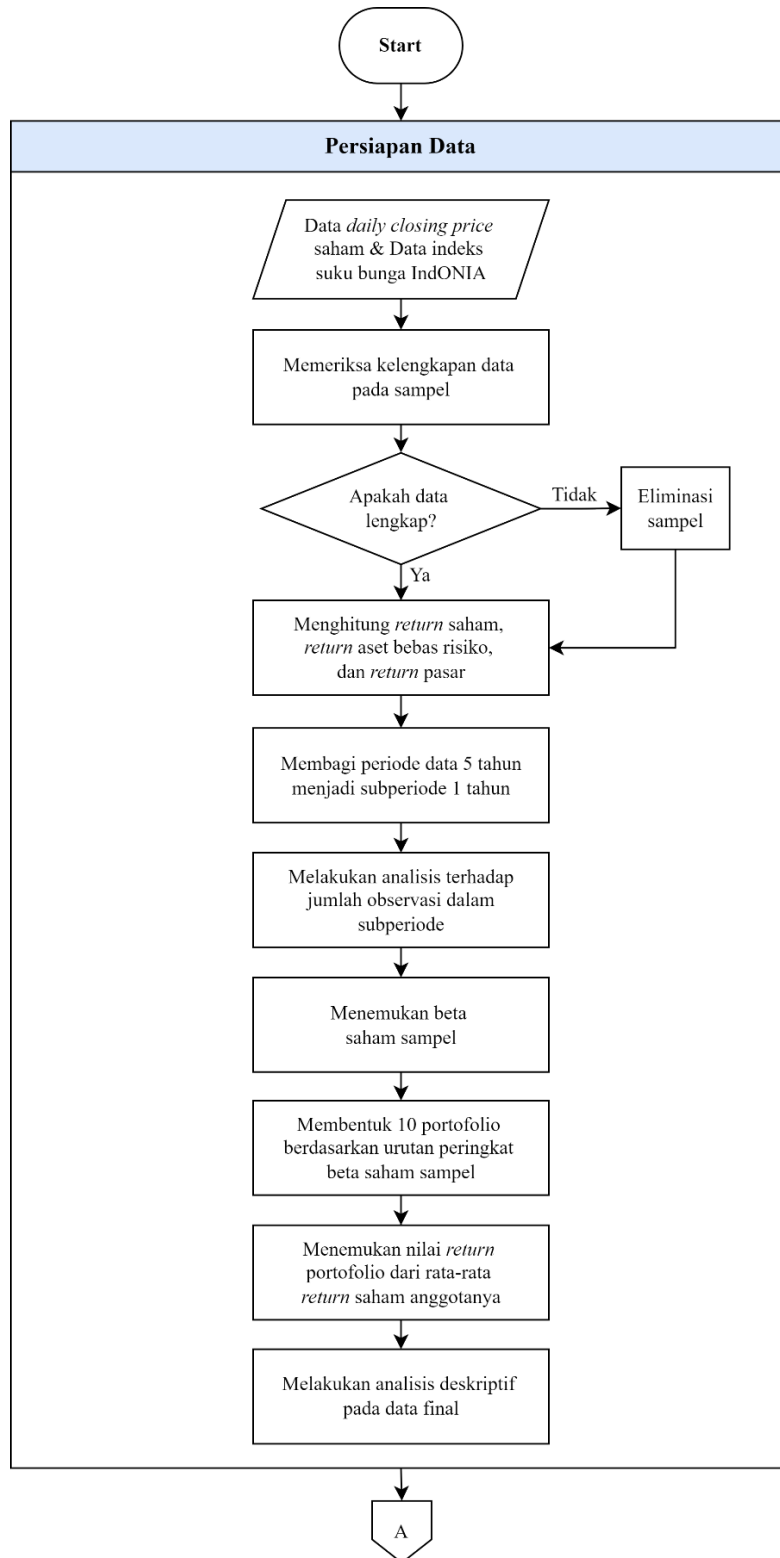 Start
Persiapan Data
Data daily closing price
saham & Data indeks
suku bunga IndONIA
Memeriksa kelengkapan data
pada sampel
Apakah data
lengkap?
Tidak
Eliminasi
sampel
Ya
Menghitung return saham,
return aset bebas risiko,
dan return pasar
Membagi periode data 5 tahun
menjadi subperiode 1 tahun
Melakukan analisis terhadap
jumlah observasi dalam
subperiode
Menemukan beta
saham sampel
Membentuk 10 portofolio
berdasarkan urutan peringkat
beta saham sampel
Menemukan nilai return
portofolio dari rata-rata
return saham anggotanya
Melakukan analisis deskriptif
pada data final
A